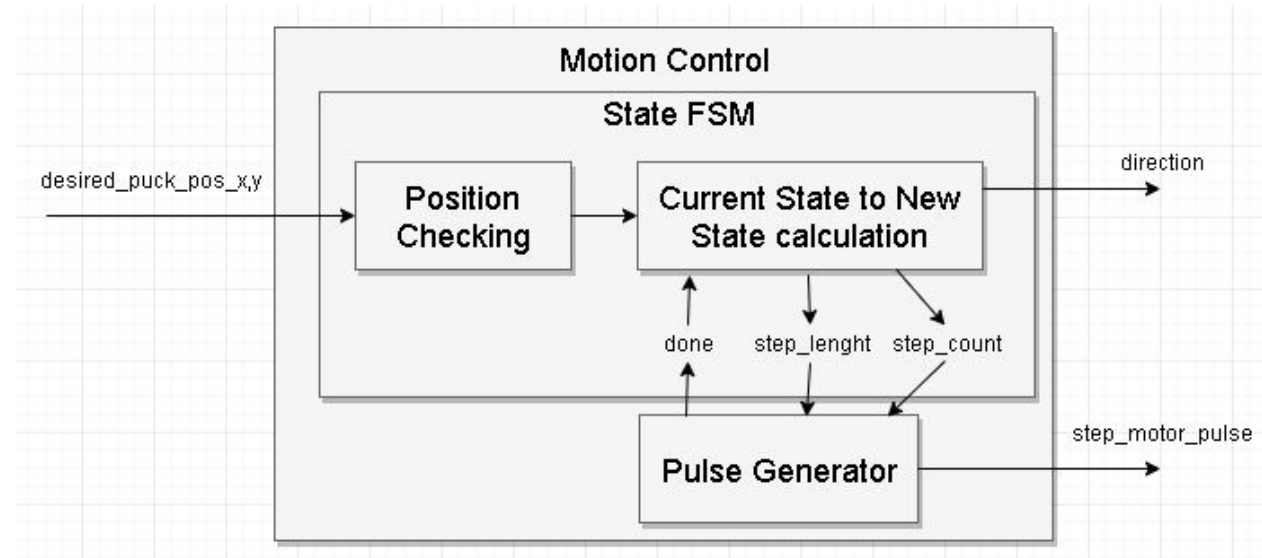 Motion Control
State FSM
desired_puck_pos_x,y
Position
Checking
Current State to New
State calculation
direction
done
step_lenght
step_count
Pulse Generator
step_motor_pulse